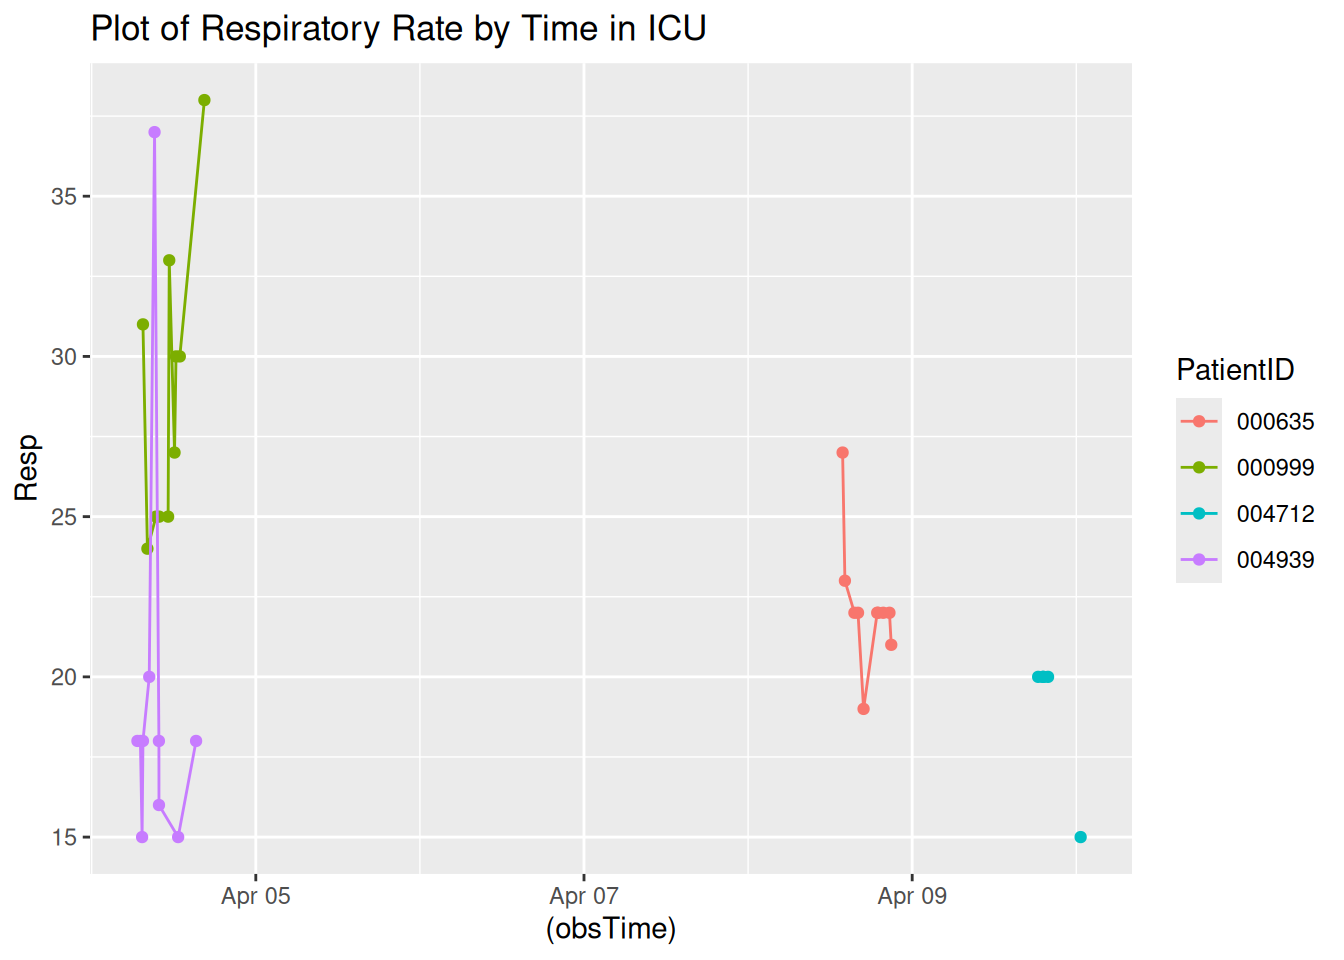 Plot of Respiratory Rate by Time in ICU
35
30
25
20
15
Resp
Apr 05 Apr 07 Apr 09
(obsTime)
PatientID
000635
000999
004712
004939